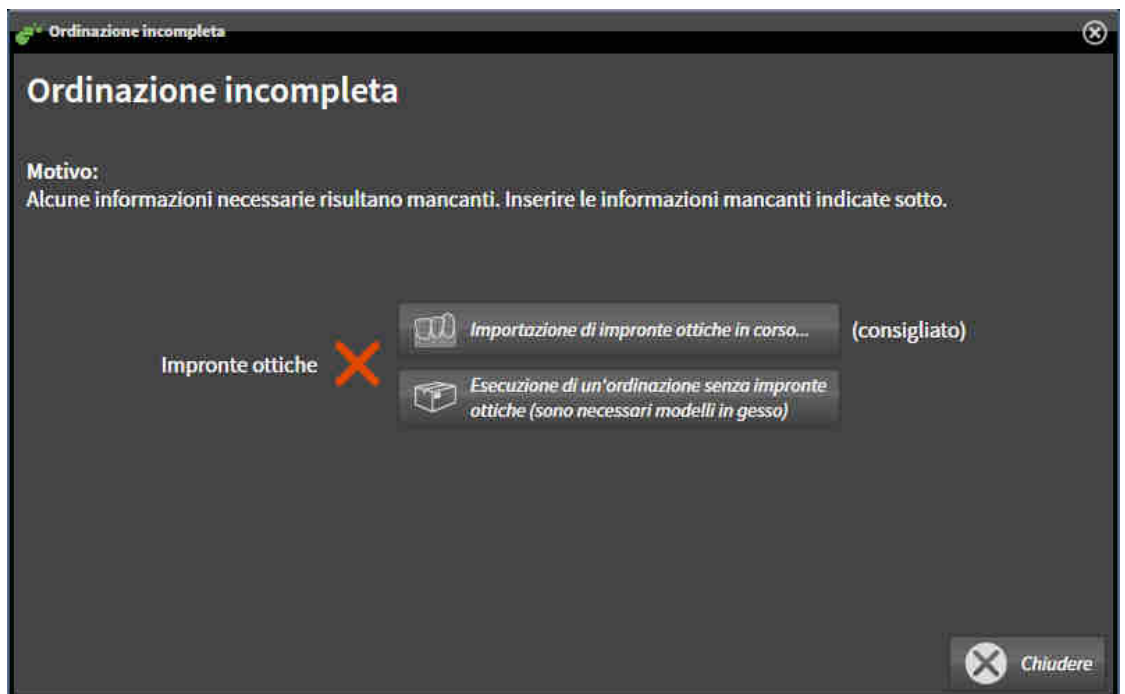 Ordinazione incompleta
Ordinazione incompleta
Motivo:
Alcune informazioni necessarie risultano mancanti. Inserire le informazioni mancanti indicate sotto.
Importazione di impronte ottiche in corso... (consigliato)
Impronte ottiche
Esecuzione di un'ordinazione senza impronte
ottiche (sono necessari modelli in gesso)
Chiudere